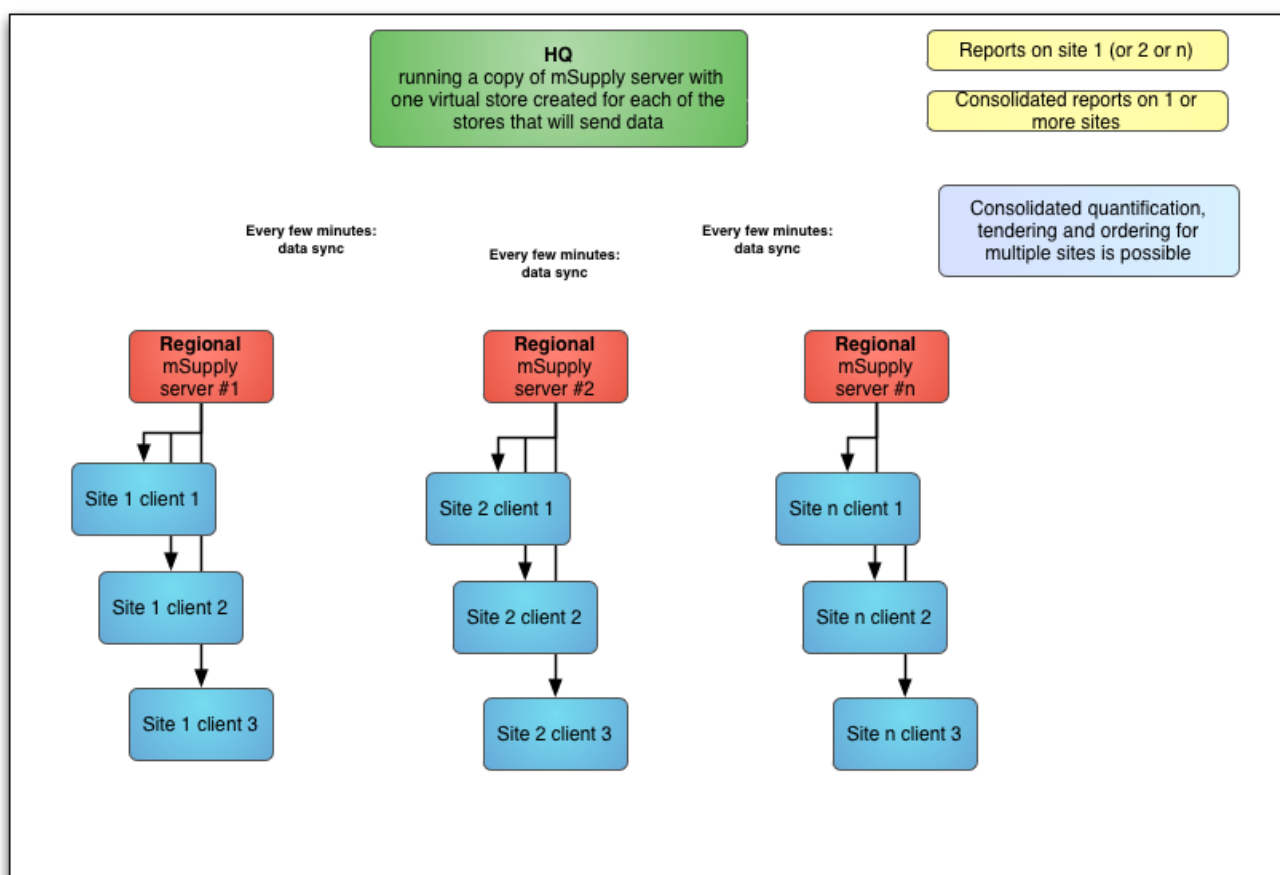 HQ
running a copy of mSupply server with
one virtual store created for each of the
stores that will send data
Reports on site 1 (or 2 or n)
Consolidated reports on 1 or
more sites
Consolidated quantification,
tendering and ordering for
multiple sites is possible
Every few minutes:
data sync
Every few minutes:
data sync
Every few minutes:
data sync
Regional
mSupply
server #1
Regional
mSupply
server #2
Regional
mSupply
server #n
Site 1 client 1
Site 2 client 1
Site n client 1
Site 1 client 2
Site 2 client 2
Site n client 2
Site 1 client 3
Site 2 client 3
Site n client 3